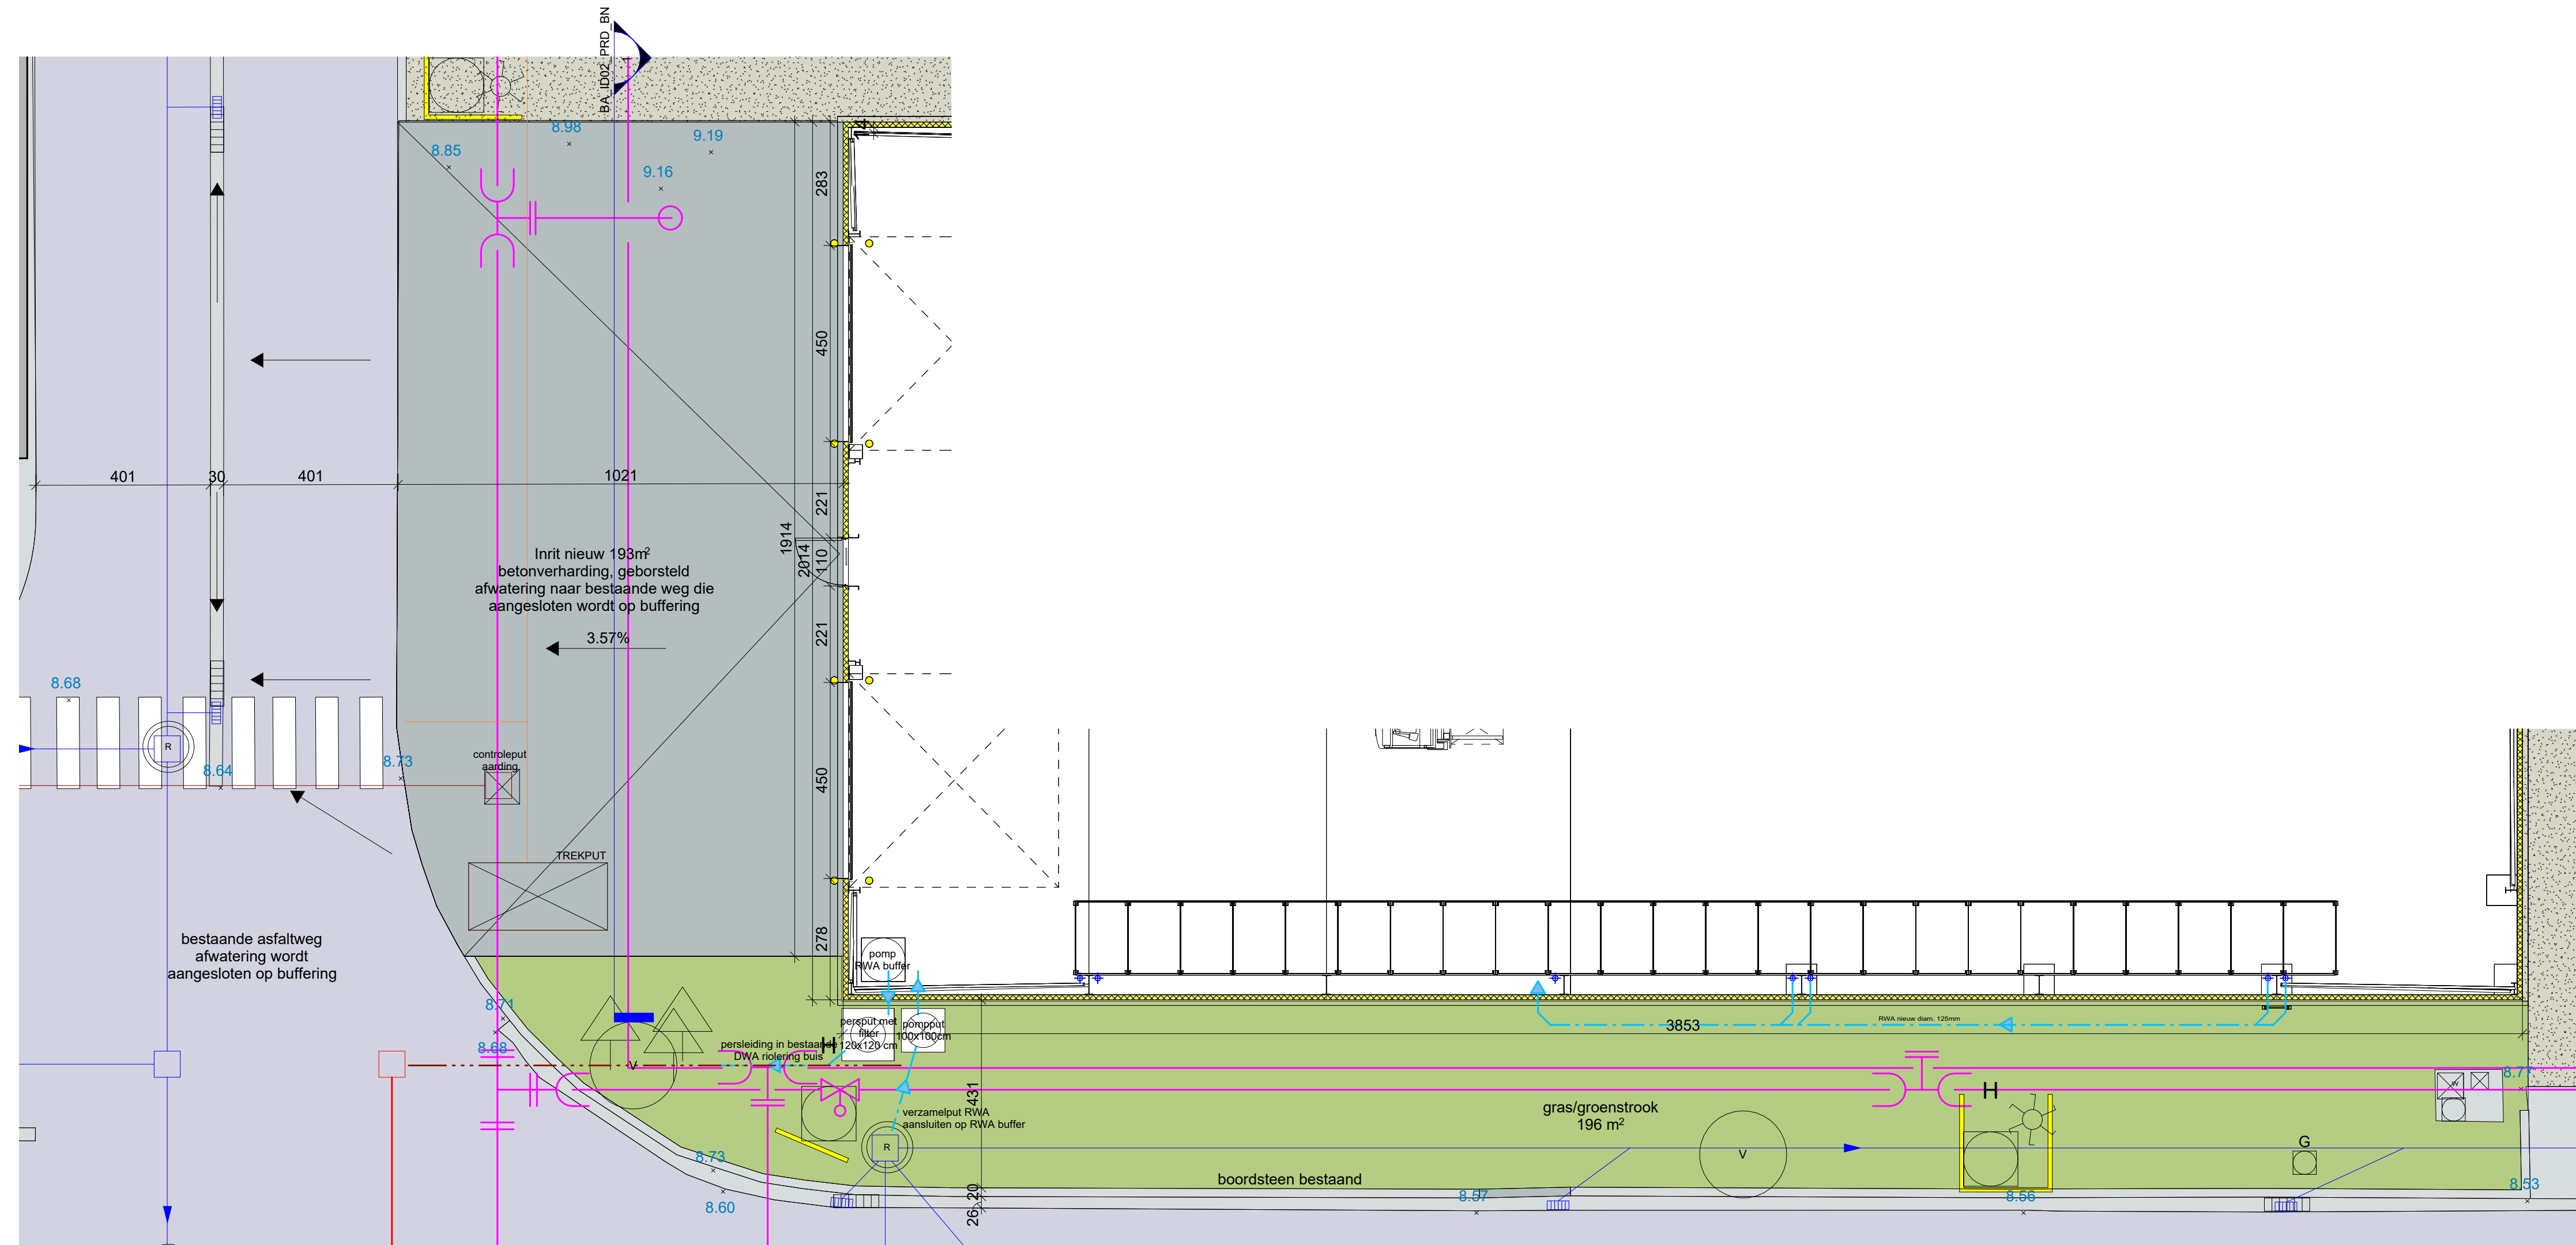 BA_ID02_PRD_BN
8.98
9.19
8.85
9.16
14
283
450
401
30
401
1021
221
1914
2014
110
Inrit nieuw 193m²
betonverharding, geborsteld
afwatering naar bestaande weg die
aangesloten wordt op buffering
3.57%
221
8.68
R
8.64
8.73
controleput
aarding
450
TREKPUT
278
bestaande asfaltweg
afwatering wordt
aangesloten op buffering
pomp
RWA buffer
8.71
8.68
V
persput met
filter
120x120 cm
pompput
100x100cm
H
persleiding in bestaande
DWA riolering buis
3853
RWA nieuw diam. 125mm
431
verzamelput RWA
aansluiten op RWA buffer
R
gras/groenstrook
196 m²
V
H
W
8.77
G
8.73
8.60
boordsteen bestaand
20
26
8.57
8.56
8.53